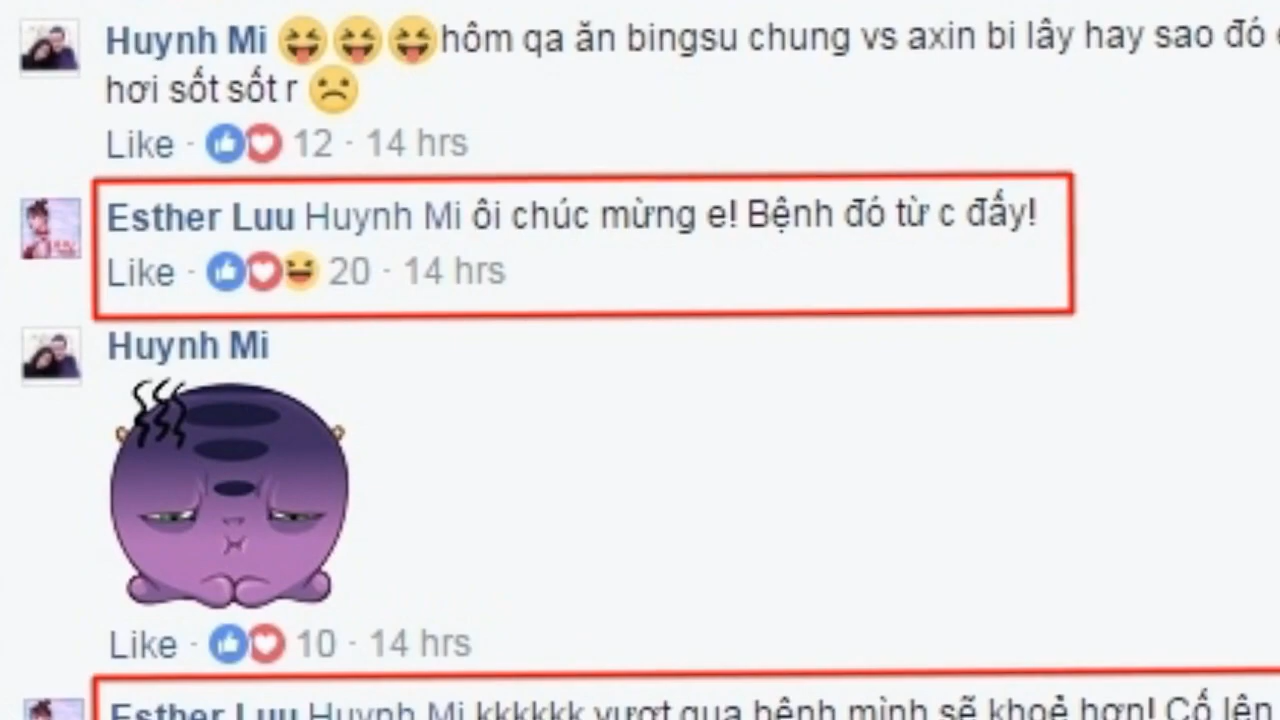 Huynh Mi hôm qa ăn bingsu chung vs axin bi lây hay sao đó
hơi sốt sốt r
Like · 12 · 14 hrs
Esther Luu Huynh Mi ôi chúc mừng e! Bệnh đó từ c đấy!
Like · 20 · 14 hrs
Huynh Mi
Like · 10 · 14 hrs
Esther Luu Huynh Mi kkkkkk vượt qua bệnh mình sẽ khoẻ hơn! Cố lên